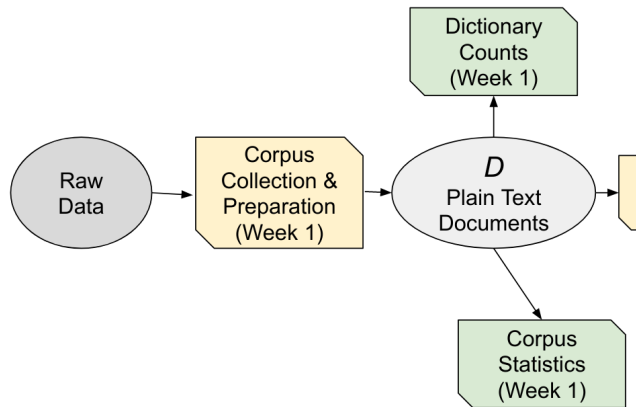 Dictionary
Counts
(Week 1)
Raw
Data
Corpus
Collection &
Preparation
(Week 1)
D
Plain Text
Documents
Corpus
Statistics
(Week 1)